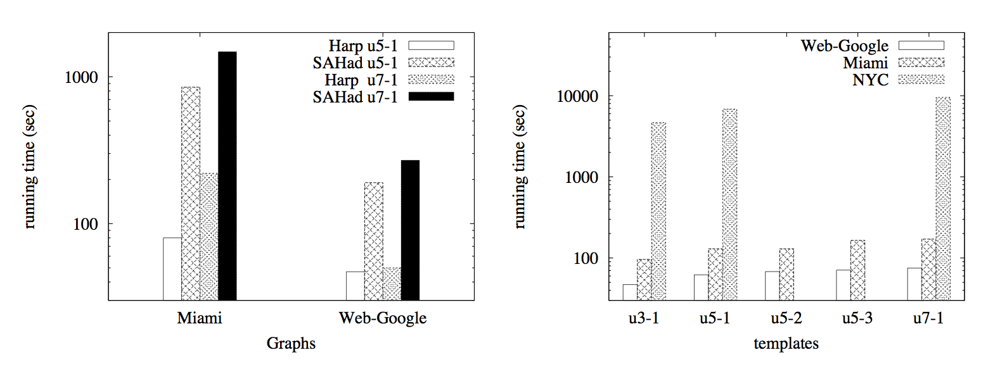 Harp u5-1
SAHad u5-1
Harp u7-1
SAHad u7-1
1000
100
running time (sec)
Miami
Web-Google
Graphs
Web-Google
Miami
NYC
10000
1000
100
running time (sec)
u3-1
u5-1
u5-2
u5-3
u7-1
templates